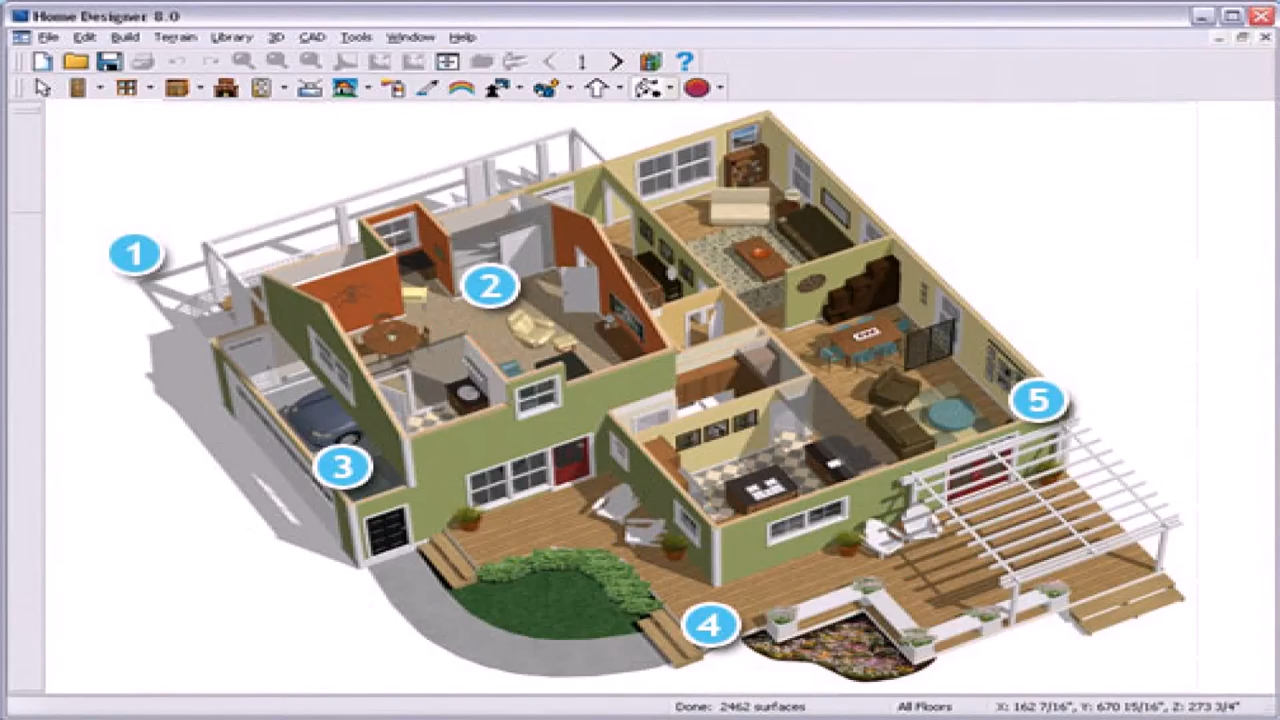 Home Designer 8.0
File Edit Build Terrain Library 3D CAD Tools Window Help
1
?
1
2
5
3
4
Done: 2462 surfaces All Floors X: 162 7/16", Y: 670 15/16", Z: 273 3/4"